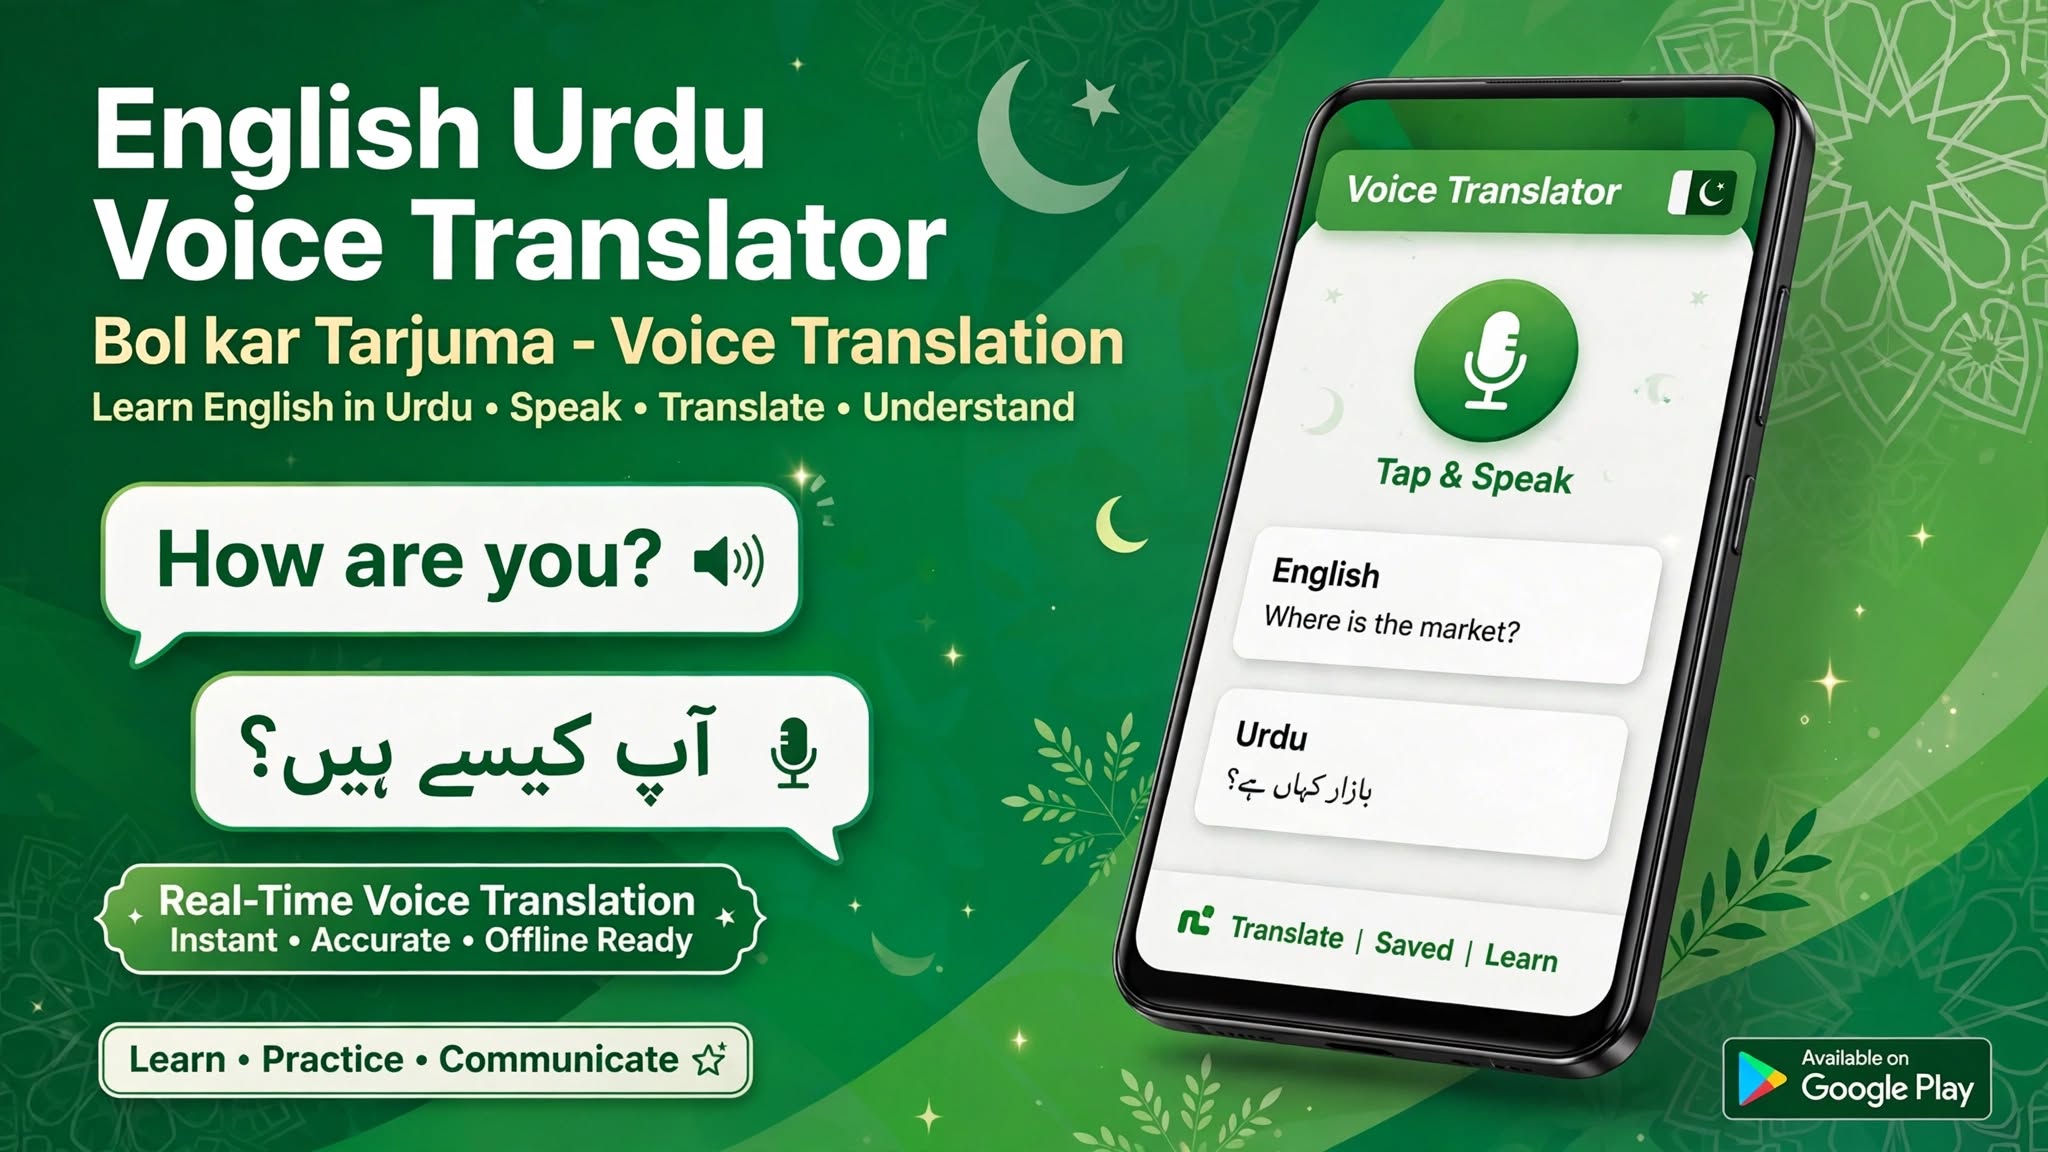 English Urdu
Voice Translator
Bol kar Tarjuma - Voice Translation
Learn English in Urdu • Speak • Translate • Understand
How are you?
آپ کیسے ہیں؟
Real-Time Voice Translation
Instant • Accurate • Offline Ready
Learn • Practice • Communicate
Voice Translator
Tap & Speak
English
Where is the market?
Urdu
بازار کہاں ہے؟
Translate | Saved | Learn
Available on
Google Play